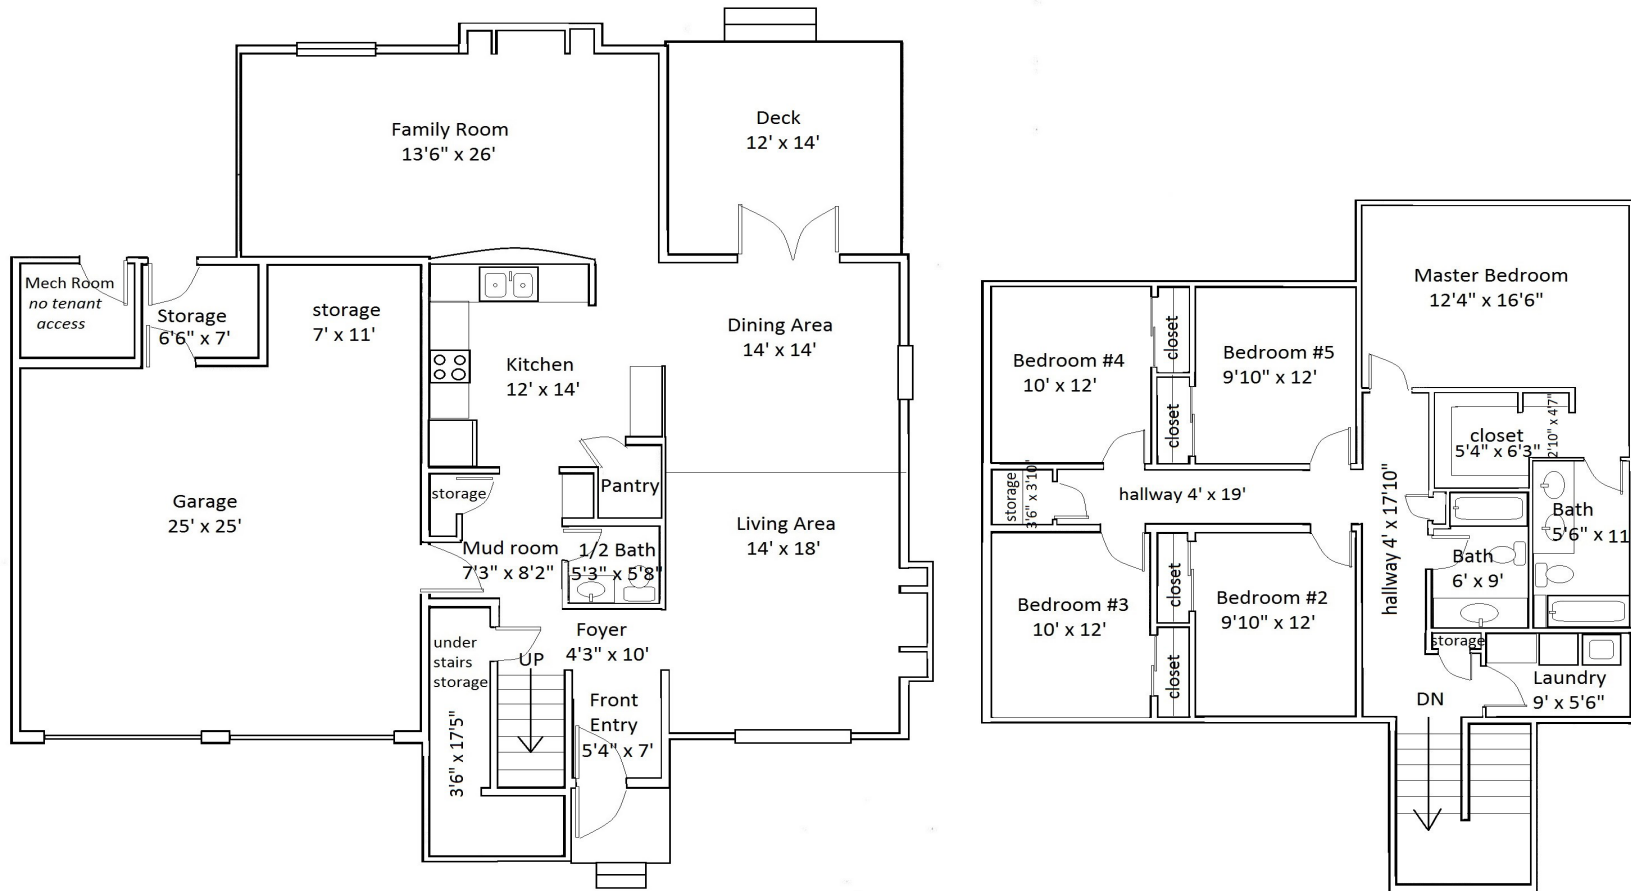 Family Room
13'6" x 26'
Deck
12' x 14'
Mech Room
no tenant
access
Storage
6'6" x 7'
storage
7' x 11'
Kitchen
12' x 14'
Dining Area
14' x 14'
Garage
25' x 25'
storage
Pantry
Living Area
14' x 18'
Mud room
7'3" x 8'2"
1/2 Bath
5'3" x 5'8"
Foyer
4'3" x 10'
under
stairs
storage
3'6" x 17'5"
UP
Front
Entry
5'4" x 7'
Master Bedroom
12'4" x 16'6"
Bedroom #4
10' x 12'
closet
closet
Bedroom #5
9'10" x 12'
closet
5'4" x 6'3"
2'10" x 4'7"
storage
3'6" x 3'10"
hallway 4' x 19'
hallway 4' x 17'10"
Bath
5'6" x 11
Bath
6' x 9'
Bedroom #3
10' x 12'
closet
closet
Bedroom #2
9'10" x 12'
storage
Laundry
9' x 5'6"
DN